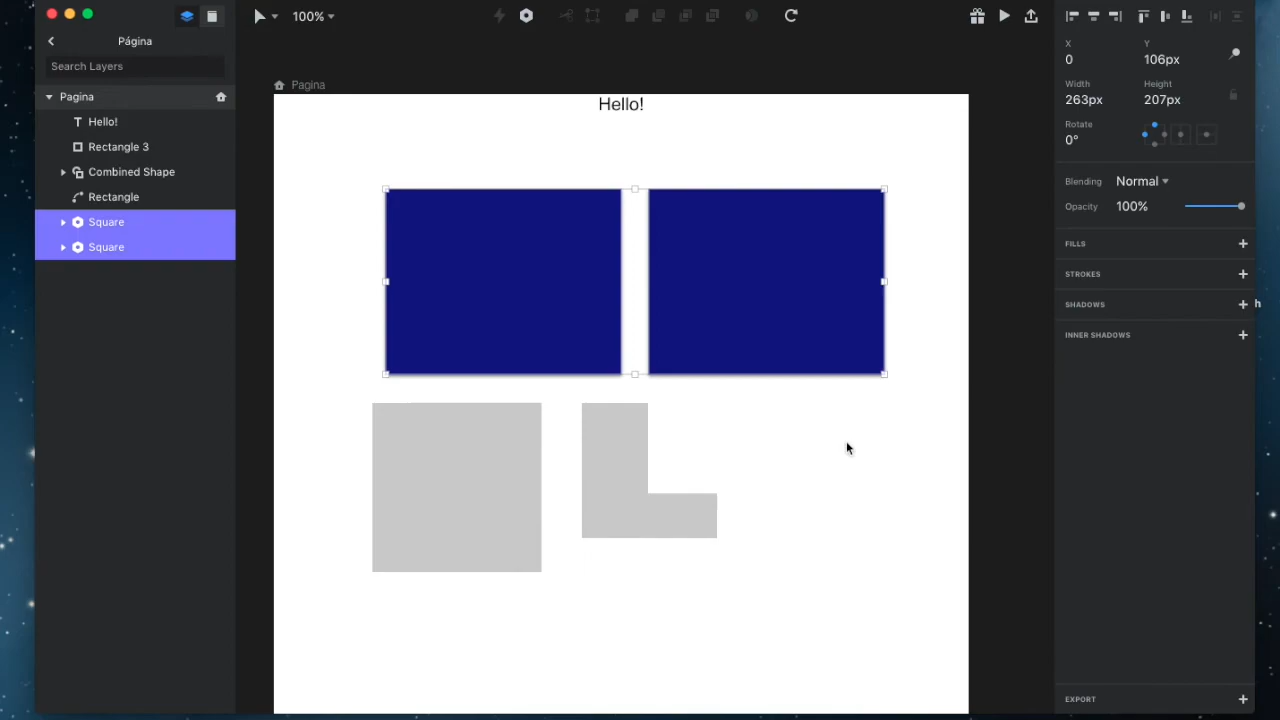 100%
Página
Search Layers
Pagina
Hello!
Rectangle 3
Combined Shape
Rectangle
Square
Square
Pagina
Hello!
X
Y
0
106px
Width
Height
263px
207px
Rotate
0°
Blending
Normal
Opacity
100%
FILLS
STROKES
SHADOWS
h
INNER SHADOWS
EXPORT